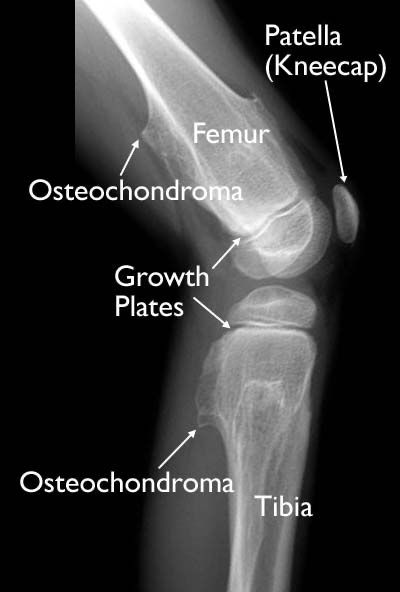 Patella
(Kneecap)
Femur
Osteochondroma
Growth
Plates
Osteochondroma
Tibia